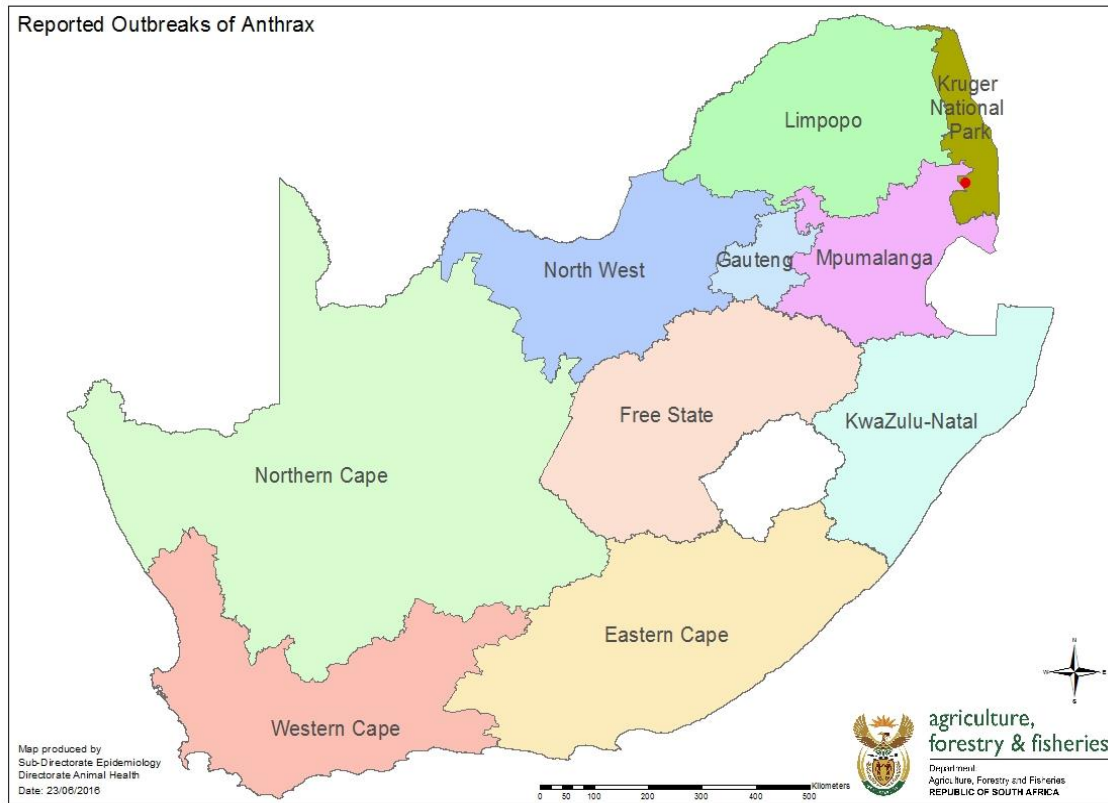 Reported Outbreaks of Anthrax
Kruger
National
Park
Limpopo
North West
Gauteng
Mpumalanga
Free State
KwaZulu-Natal
Northern Cape
Eastern Cape
Western Cape
N
W
E
S
Map produced by
Sub-Directorate Epidemiology
Directorate Animal Health
Date: 23/06/2016
Kilometers
0 50 100 200 300 400 500
agriculture,
forestry & fisheries
Department:
Agriculture, Forestry and Fisheries
REPUBLIC OF SOUTH AFRICA